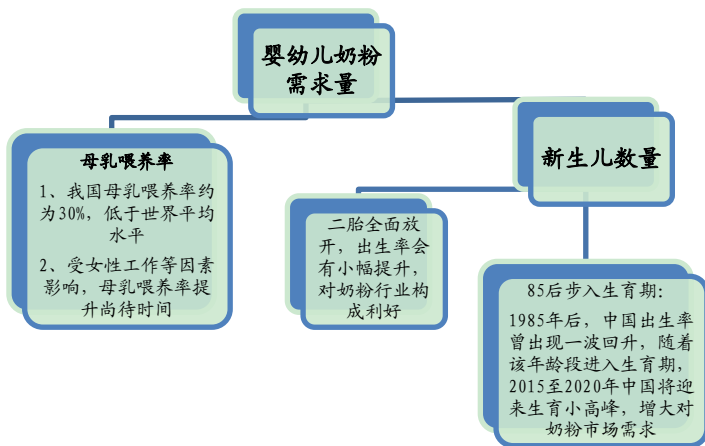 婴幼儿奶粉
需求量
母乳喂养率
1、我国母乳喂养率约
为30%，低于世界平均
水平
2、受女性工作等因素
影响，母乳喂养率提
升尚待时间
新生儿数量
二胎全面放
开，出生率会
有小幅提升，
对奶粉行业构
成利好
85后步入生育期：
1985年后，中国出生率
曾出现一波回升，随着
该年龄段进入生育期，
2015至2020年中国将迎
来生育小高峰，增大对
奶粉市场需求